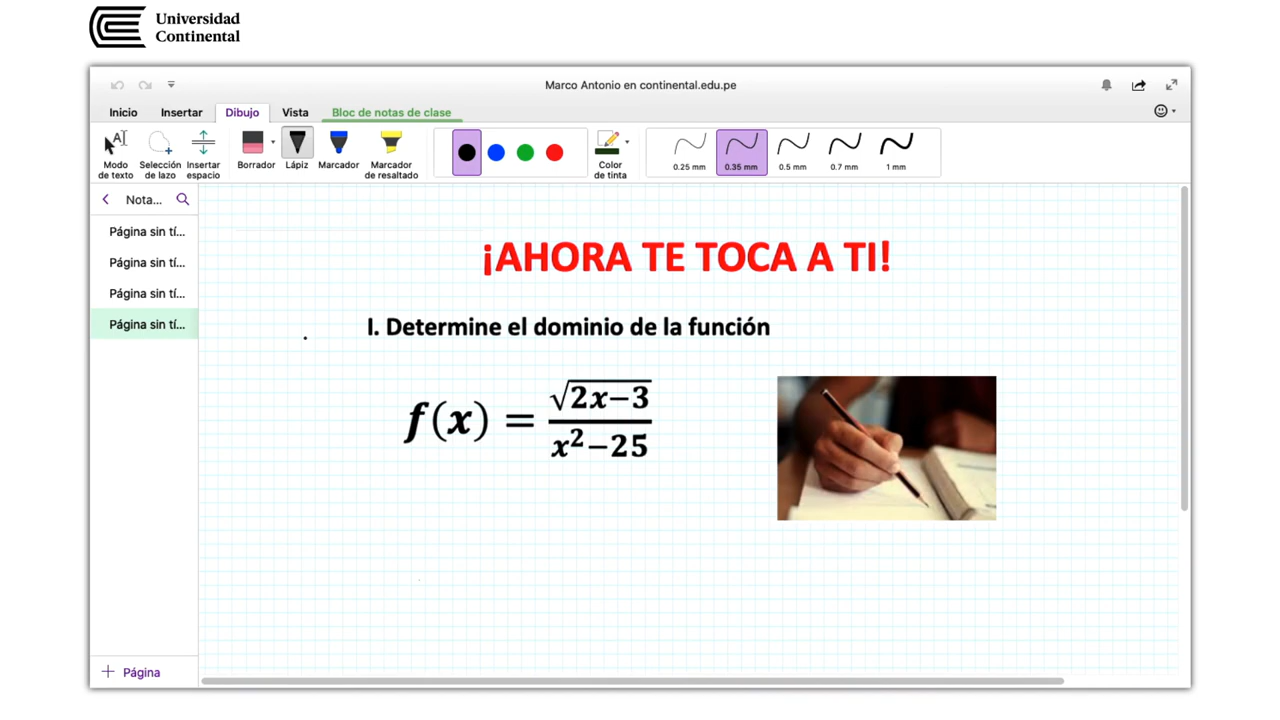 Universidad
Continental
Marco Antonio en continental.edu.pe
Inicio Insertar Dibujo Vista Bloc de notas de clase
Modo de texto Selección de lazo Insertar espacio Borrador Lápiz Marcador Marcador de resaltado Color de tinta 0.25 mm 0.35 mm 0.5 mm 0.7 mm 1 mm
Nota...
Página sin tí...
Página sin tí...
Página sin tí...
Página sin tí...
¡AHORA TE TOCA A TI!
I. Determine el dominio de la función
f(x) = √(2x−3) / (x²−25)
+ Página